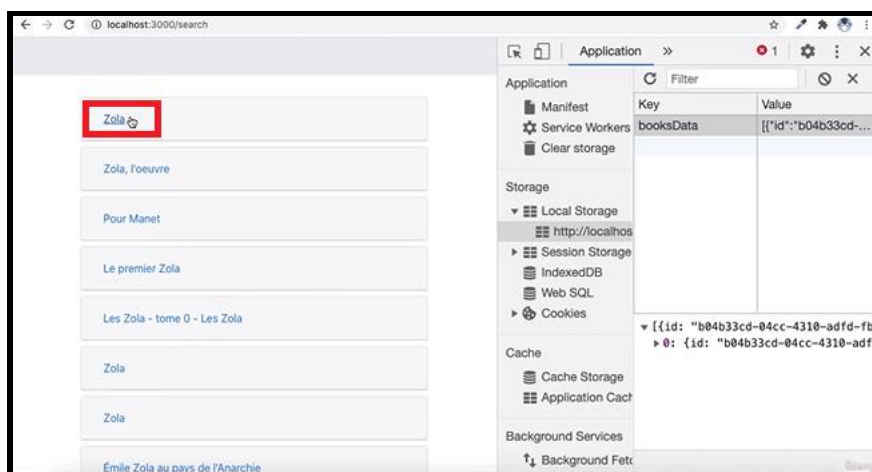 localhost:3000/search
Zola
Zola, l'oeuvre
Pour Manet
Le premier Zola
Les Zola - tome 0 - Les Zola
Zola
Zola
Émile Zola au pays de l'Anarchie
Application » 1
Application
Manifest
Service Workers
Clear storage
Storage
Local Storage
http://localhos
Session Storage
IndexedDB
Web SQL
Cookies
Cache
Cache Storage
Application Cach
Background Services
Background Fetc
Filter
Key Value
booksData [{"id":"b04b33cd-...
[{id: "b04b33cd-04cc-4310-adfd-fb
0: {id: "b04b33cd-04cc-4310-adf